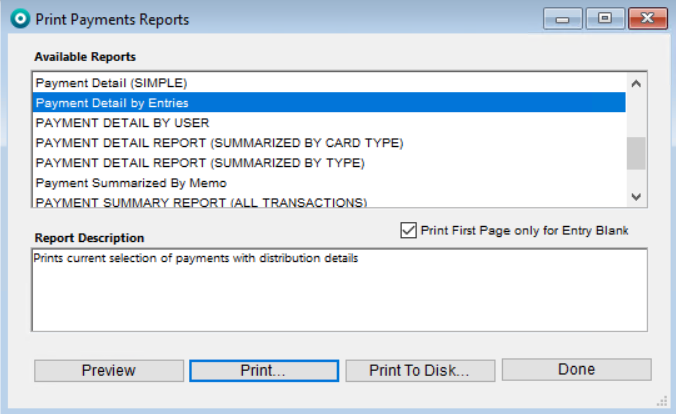 Print Payments Reports
Available Reports
Payment Detail (SIMPLE)
Payment Detail by Entries
PAYMENT DETAIL BY USER
PAYMENT DETAIL REPORT (SUMMARIZED BY CARD TYPE)
PAYMENT DETAIL REPORT (SUMMARIZED BY TYPE)
Payment Summarized By Memo
PAYMENT SUMMARY REPORT (ALL TRANSACTIONS)
Print First Page only for Entry Blank
Report Description
Prints current selection of payments with distribution details
Preview Print... Print To Disk... Done